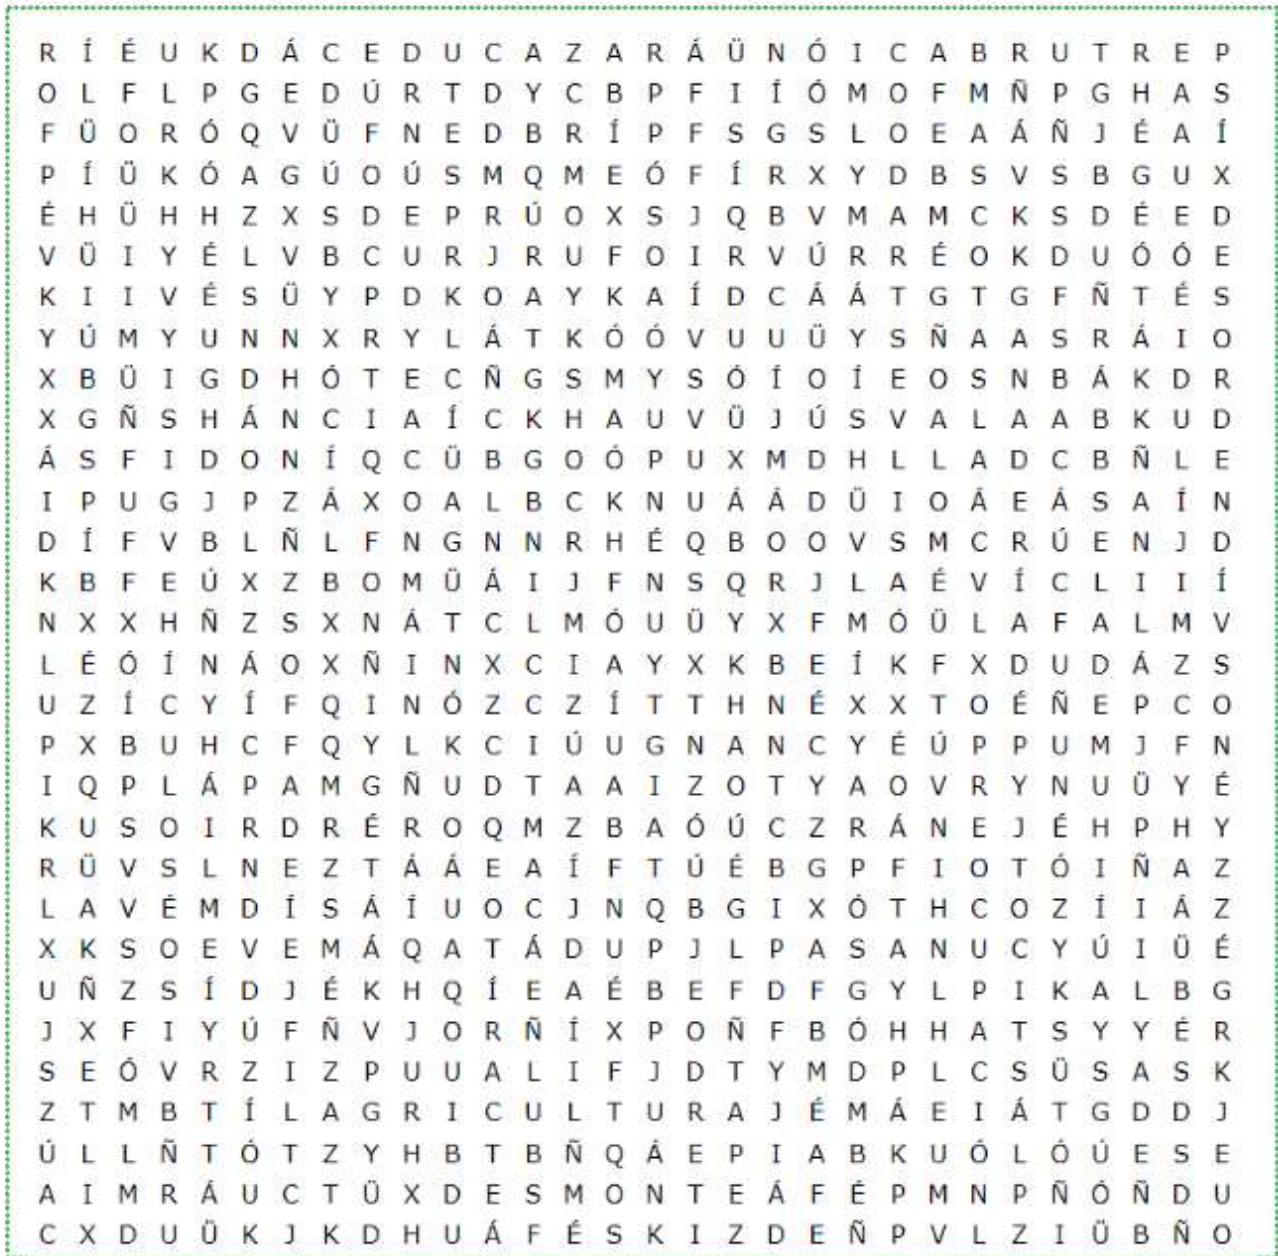 R Í É U K D Á C E D U C A Z A R Á Ü N Ó I C A B R U T R E P
O L F L P G E D Ú R T D Y C B P F I Í Ó M O F M Ñ P G H A S
F Ü O R Ó Q V Ü F N E D B R Í P F S G S L O E A Á Ñ J É A Í
P Í Ü K Ó A G Ú O Ú S M Q M E Ó F Í R X Y D B S V S B G U X
É H Ü H H Z X S D E P R Ú O X S J Q B V M A M C K S D É E D
V Ü I Y É L V B C U R J R U F O I R V Ú R R É O K D U Ó Ó E
K I I V É S Ü Y P D K O A Y K A Í D C Á Á T G T G F Ñ T É S
Y Ú M Y U N N X R Y L Á T K Ó Ó V U U Ü Y S Ñ A A S R Á I O
X B Ü I G D H Ó T E C Ñ G S M Y S Ó Í O Í E O S N B Á K D R
X G Ñ S H Á N C I A Í C K H A U V Ü J Ú S V A L A A B K U D
Á S F I D O N Í Q C Ü B G O Ó P U X M D H L L A D C B Ñ L E
I P U G J P Z Á X O A L B C K N U Á Á D Ü I O Á E Á S A Í N
D Í F V B L Ñ L F N G N N R H É Q B O O V S M C R Ú E N J D
K B F E Ú X Z B O M Ü Á I J F N S Q R J L A É V Í C L I I Í
N X X H Ñ Z S X N Á T C L M Ó U Ü Y X F M Ó Ü L A F A L M V
L É Ó Í N Á O X Ñ I N X C I A Y X K B E Í K F X D U D Á Z S
U Z Í C Y Í F Q I N Ó Z C Z Í T T H N É X X T O É Ñ E P C O
P X B U H C F Q Y L K C I Ú U G N A N C Y É Ú P P U M J F N
I Q P L Á P A M G Ñ U D T A A I Z O T Y A O V R Y N U Ü Y É
K U S O I R D R É R O Q M Z B A Ó Ú C Z R Á N E J É H P H Y
R Ü V S L N E Z T Á Á E A Í F T Ú É B G P F I O T Ó I Ñ A Z
L A V É M D Í S Á Í U O C J N Q B G I X Ó T H C O Z Í I Á Z
X K S O E V E M Á Q A T Á D U P J L P A S A N U C Y Ú I Ü É
U Ñ Z S Í D J É K H Q Í E A É B E F D F G Y L P I K A L B G
J X F I Y Ú F Ñ V J O R Ñ Í X P O Ñ F B Ó H H A T S Y Y É R
S E Ó V R Z I Z P U U A L I F J D T Y M D P L C S Ü S A S K
Z T M B T Í L A G R I C U L T U R A J É M Á E I Á T G D D J
Ú L L Ñ T Ó T Z Y H B T B Ñ Q Á E P I A B K U Ó L Ó Ú E S E
A I M R Á U C T Ü X D E S M O N T E Á F É P M N P Ñ Ó Ñ D U
C X D U Ü K J K D H U Á F É S K I Z D E Ñ P V L Z I Ü B Ñ O